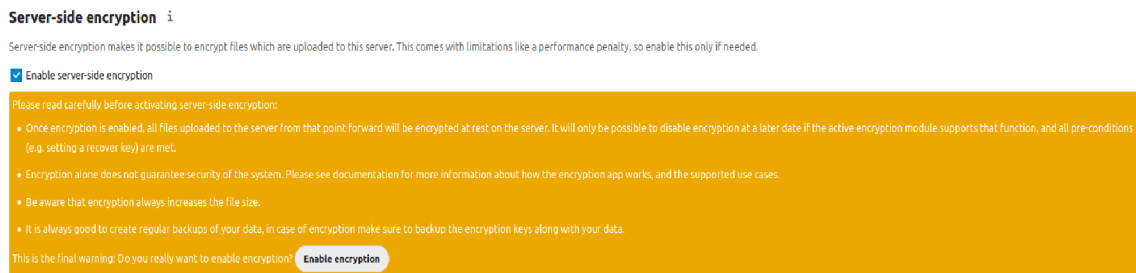 Server-side encryption i
Server-side encryption makes it possible to encrypt files which are uploaded to this server. This comes with limitations like a performance penalty, so enable this only if needed.
Enable server-side encryption
Please read carefully before activating server-side encryption:
• Once encryption is enabled, all files uploaded to the server from that point forward will be encrypted at rest on the server. It will only be possible to disable encryption at a later date if the active encryption module supports that function, and all pre-conditions
(e.g. setting a recover key) are met.
• Encryption alone does not guarantee security of the system. Please see documentation for more information about how the encryption app works, and the supported use cases.
• Be aware that encryption always increases the file size.
• It is always good to create regular backups of your data, in case of encryption make sure to backup the encryption keys along with your data.
This is the final warning: Do you really want to enable encryption? Enable encryption